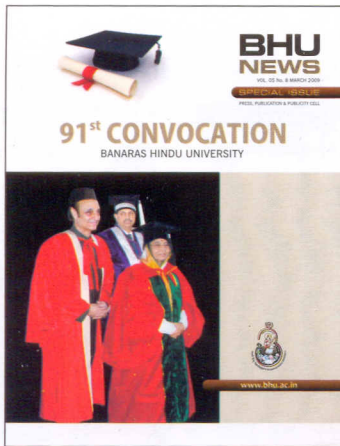 BHU
NEWS
VOL. 05 No. 8 MARCH 2009
SPECIAL ISSUE
PRESS, PUBLICATION & PUBLICITY CELL
91st CONVOCATION
BANARAS HINDU UNIVERSITY
www.bhu.ac.in